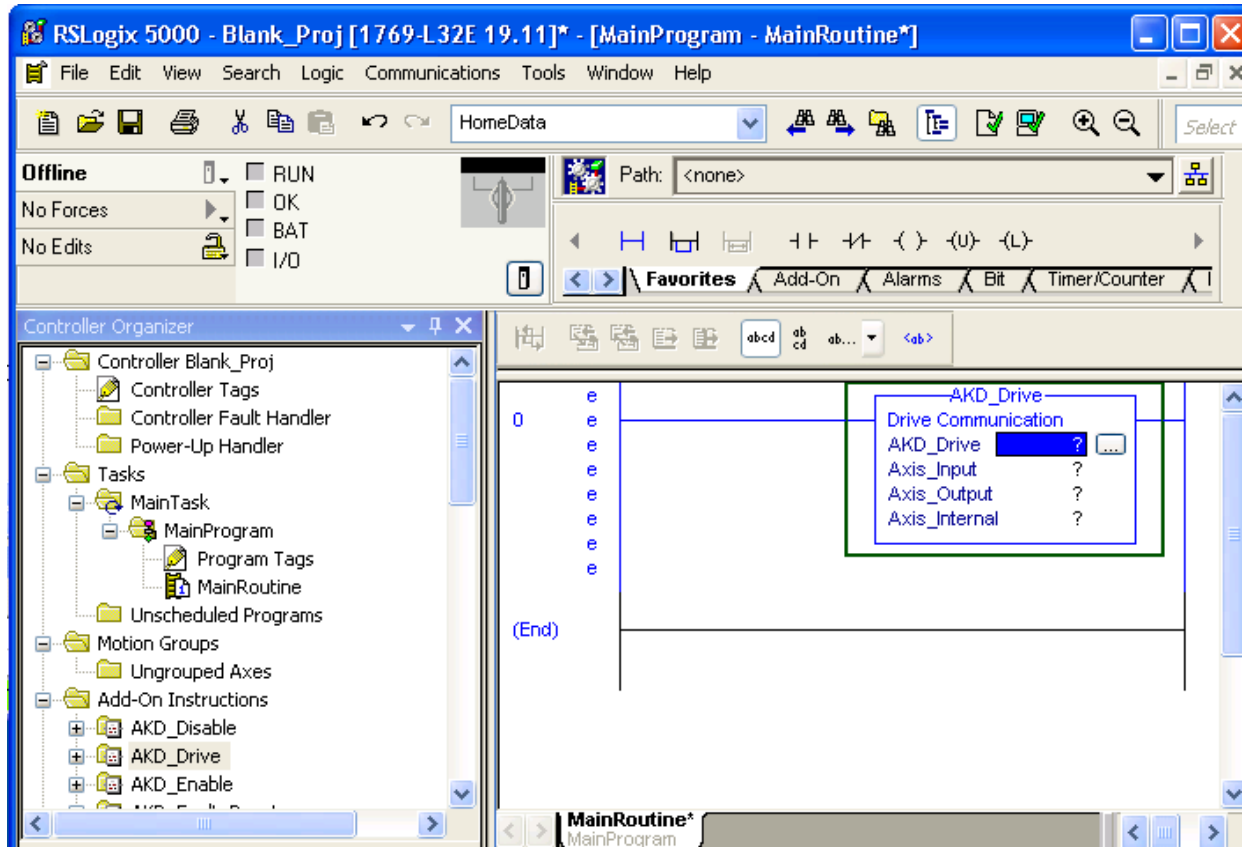 RSLogix 5000 - Blank_Proj [1769-L32E 19.11]* - [MainProgram - MainRoutine*]
File Edit View Search Logic Communications Tools Window Help
HomeData
Select
Offline
RUN
No Forces
OK
No Edits
BAT
I/O
Path: <none>
Favorites Add-On Alarms Bit Timer/Counter
Controller Organizer
Controller Blank_Proj
Controller Tags
Controller Fault Handler
Power-Up Handler
Tasks
MainTask
MainProgram
Program Tags
MainRoutine
Unscheduled Programs
Motion Groups
Ungrouped Axes
Add-On Instructions
AKD_Disable
AKD_Drive
AKD_Enable
abcd
ab
cd
ab...
<ab>
e
0 e
e
e
e
e
e
e
AKD_Drive
Drive Communication
AKD_Drive ? ...
Axis_Input ?
Axis_Output ?
Axis_Internal ?
(End)
MainRoutine*
MainProgram